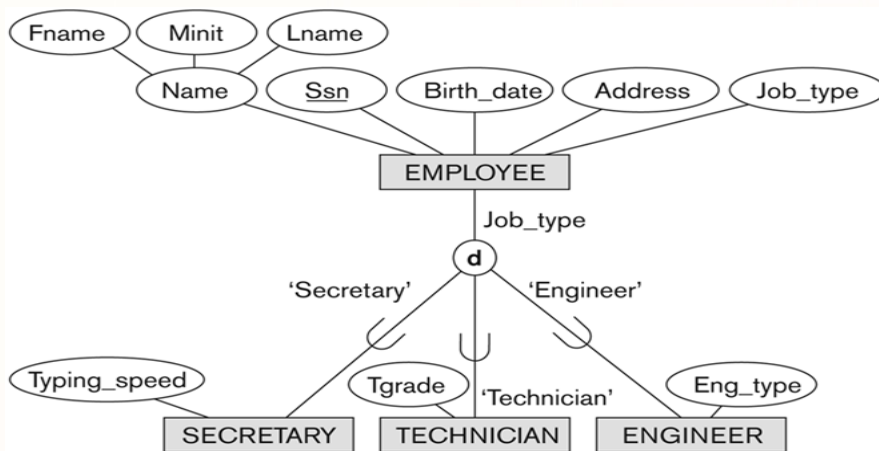 Fname Minit Lname
Name Ssn Birth_date Address Job_type
EMPLOYEE
Job_type
d
‘Secretary’ ‘Engineer’
Typing_speed Tgrade ‘Technician’ Eng_type
SECRETARY TECHNICIAN ENGINEER